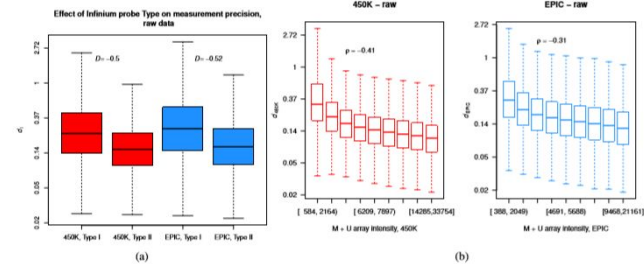 Effect of Infinium probe Type on measurement precision,
raw data
2.72
1
0.37
0.14
0.05
0.02
D= -0.5
D= -0.52
450K, Type I
450K, Type II
EPIC, Type I
EPIC, Type II
(a)
450K – raw
2.72
1
0.37
0.14
0.05
0.02
ρ = -0.41
[ 584, 2164)
[6209, 7897)
[14285,33754]
M + U array intensity, 450K
EPIC – raw
2.72
1
0.37
0.14
0.05
0.02
ρ = -0.31
[ 388, 2049)
[4691, 5688)
[9468,21161]
M + U array intensity, EPIC
(b)